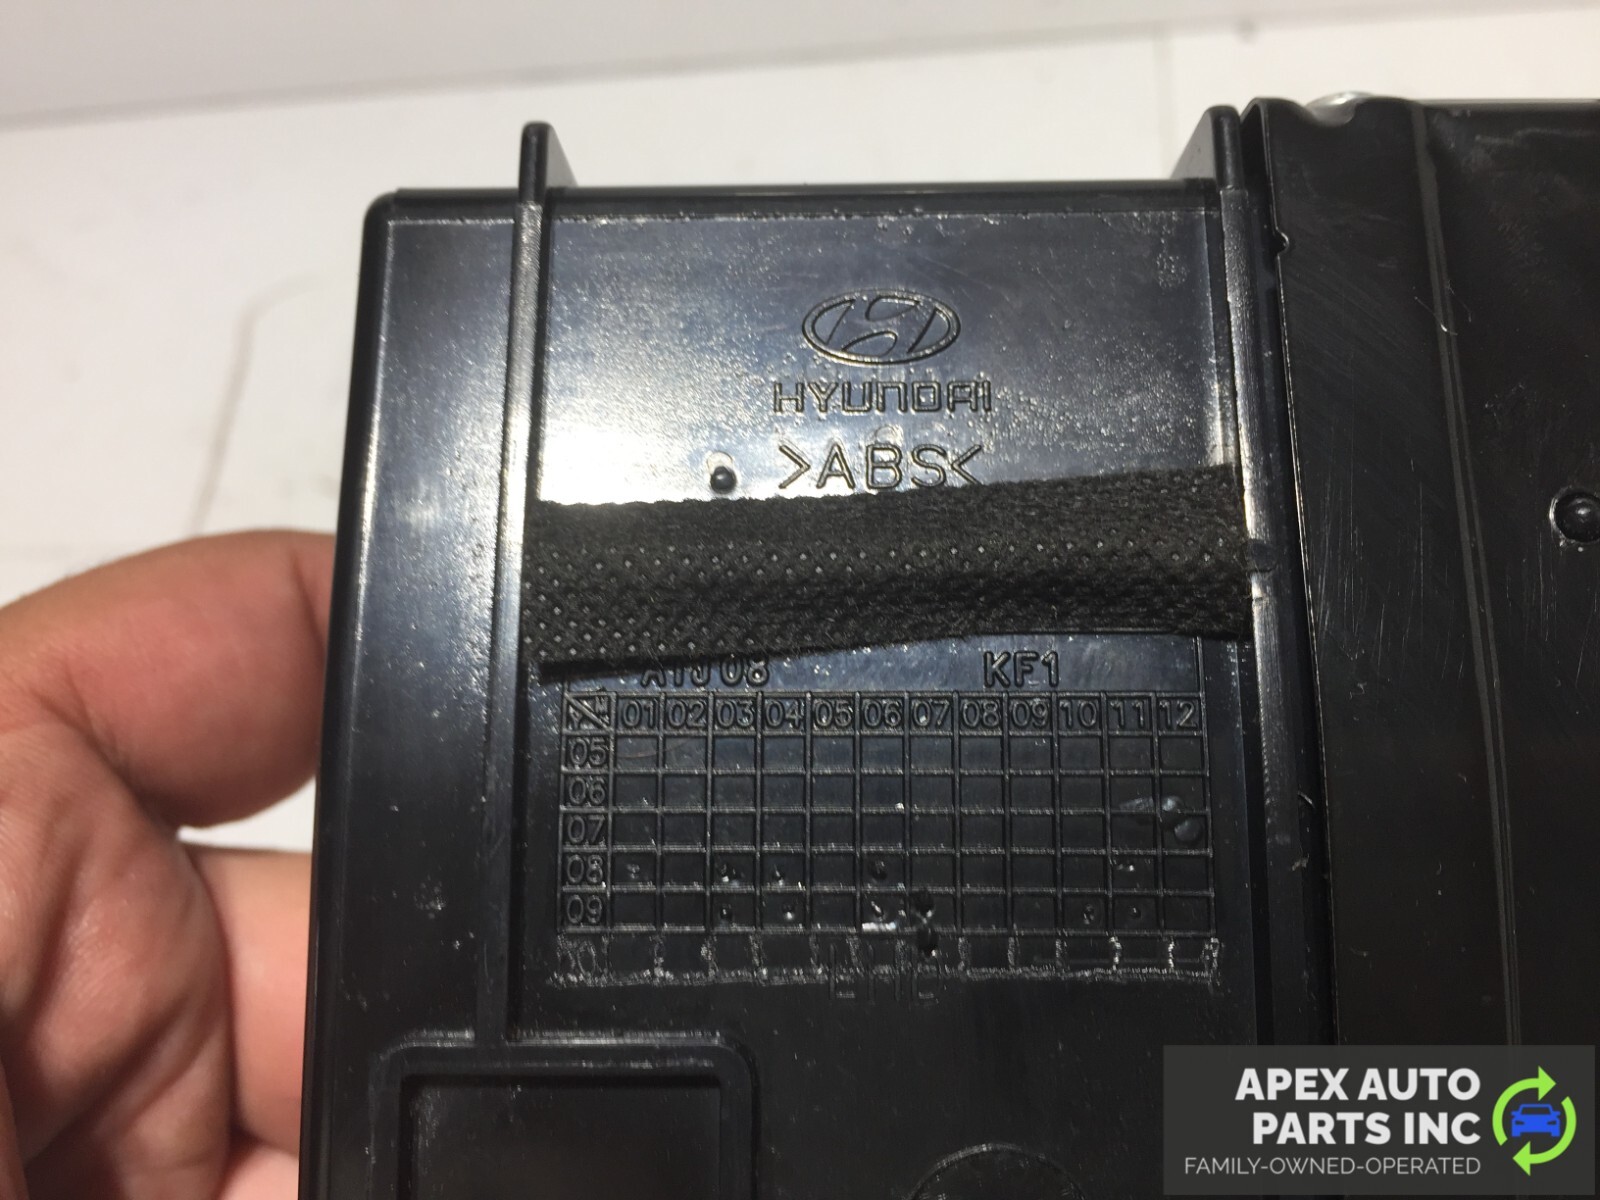 HYUNDAI
>ABS<
A1J08 KF1
Y/M 01 02 03 04 05 06 07 08 09 10 11 12
05
06
07
08
09
APEX AUTO
PARTS INC
FAMILY-OWNED-OPERATED